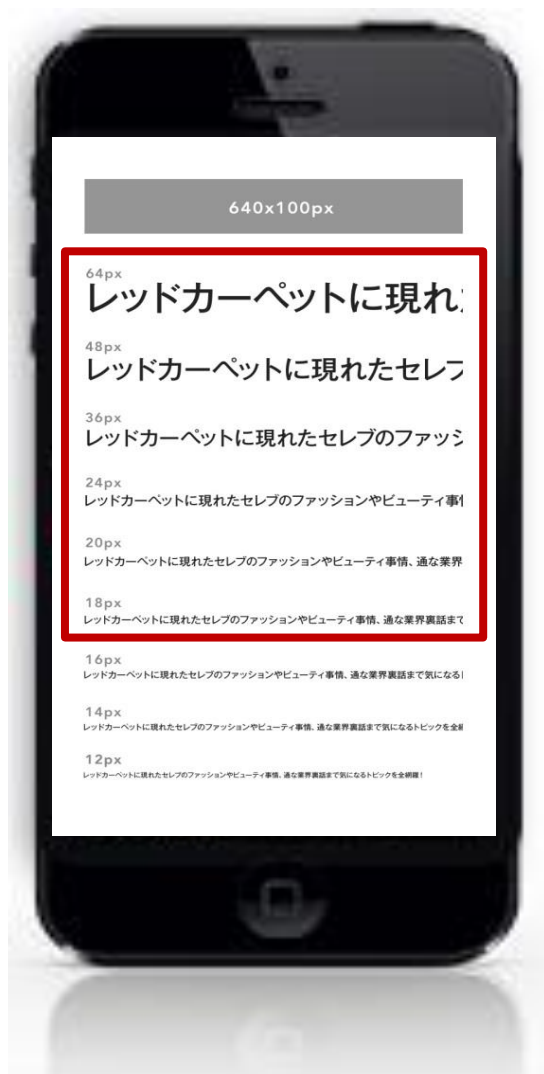 640x100px
64px
レッドカーペットに現れ
48px
レッドカーペットに現れたセレブ
36px
レッドカーペットに現れたセレブのファッシ
24px
レッドカーペットに現れたセレブのファッションやビューティ事
20px
レッドカーペットに現れたセレブのファッションやビューティ事情、通な業界
18px
レッドカーペットに現れたセレブのファッションやビューティ事情、通な業界裏話まで
16px
レッドカーペットに現れたセレブのファッションやビューティ事情、通な業界裏話まで気になる
14px
レッドカーペットに現れたセレブのファッションやビューティ事情、通な業界裏話まで気になるトピックを全
12px
レッドカーペットに現れたセレブのファッションやビューティ事情、通な業界裏話まで気になるトピックを全網羅！